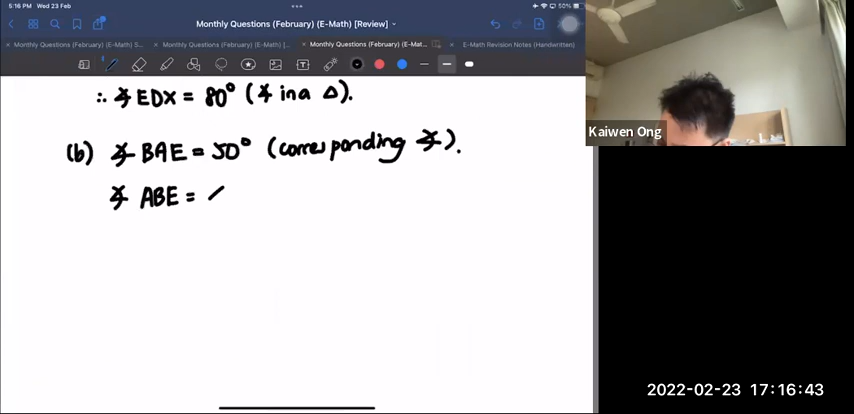 5:16 PM Wed 23 Feb
50%
Monthly Questions (February) (E-Math) [Review]
Monthly Questions (February) (E-Math) S...
Monthly Questions (February) (E-Math) ]...
Monthly Questions (February) (E-Mat...
E-Math Revision Notes (Handwritten)
∴ ∡ EDX = 80° (∡ in a Δ).
(b) ∡ BAE = 50° (corresponding ∡).
∡ ABE =
Kaiwen Ong
2022-02-23 17:16:43